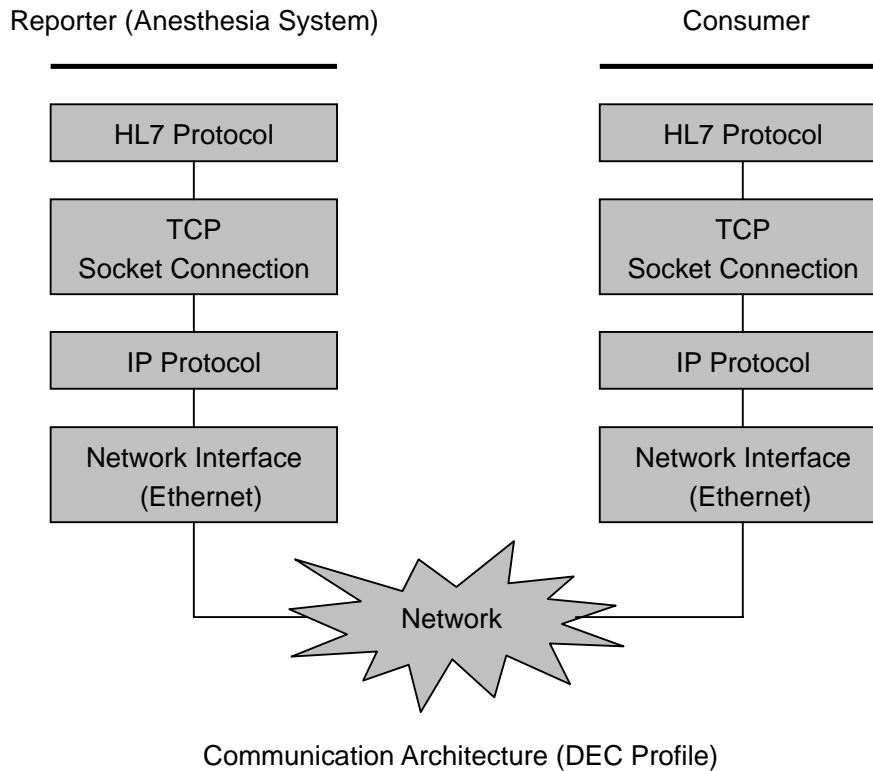 Reporter (Anesthesia System)
HL7 Protocol
TCP
Socket Connection
IP Protocol
Network Interface
(Ethernet)
Consumer
HL7 Protocol
TCP
Socket Connection
IP Protocol
Network Interface
(Ethernet)
Network
Communication Architecture (DEC Profile)